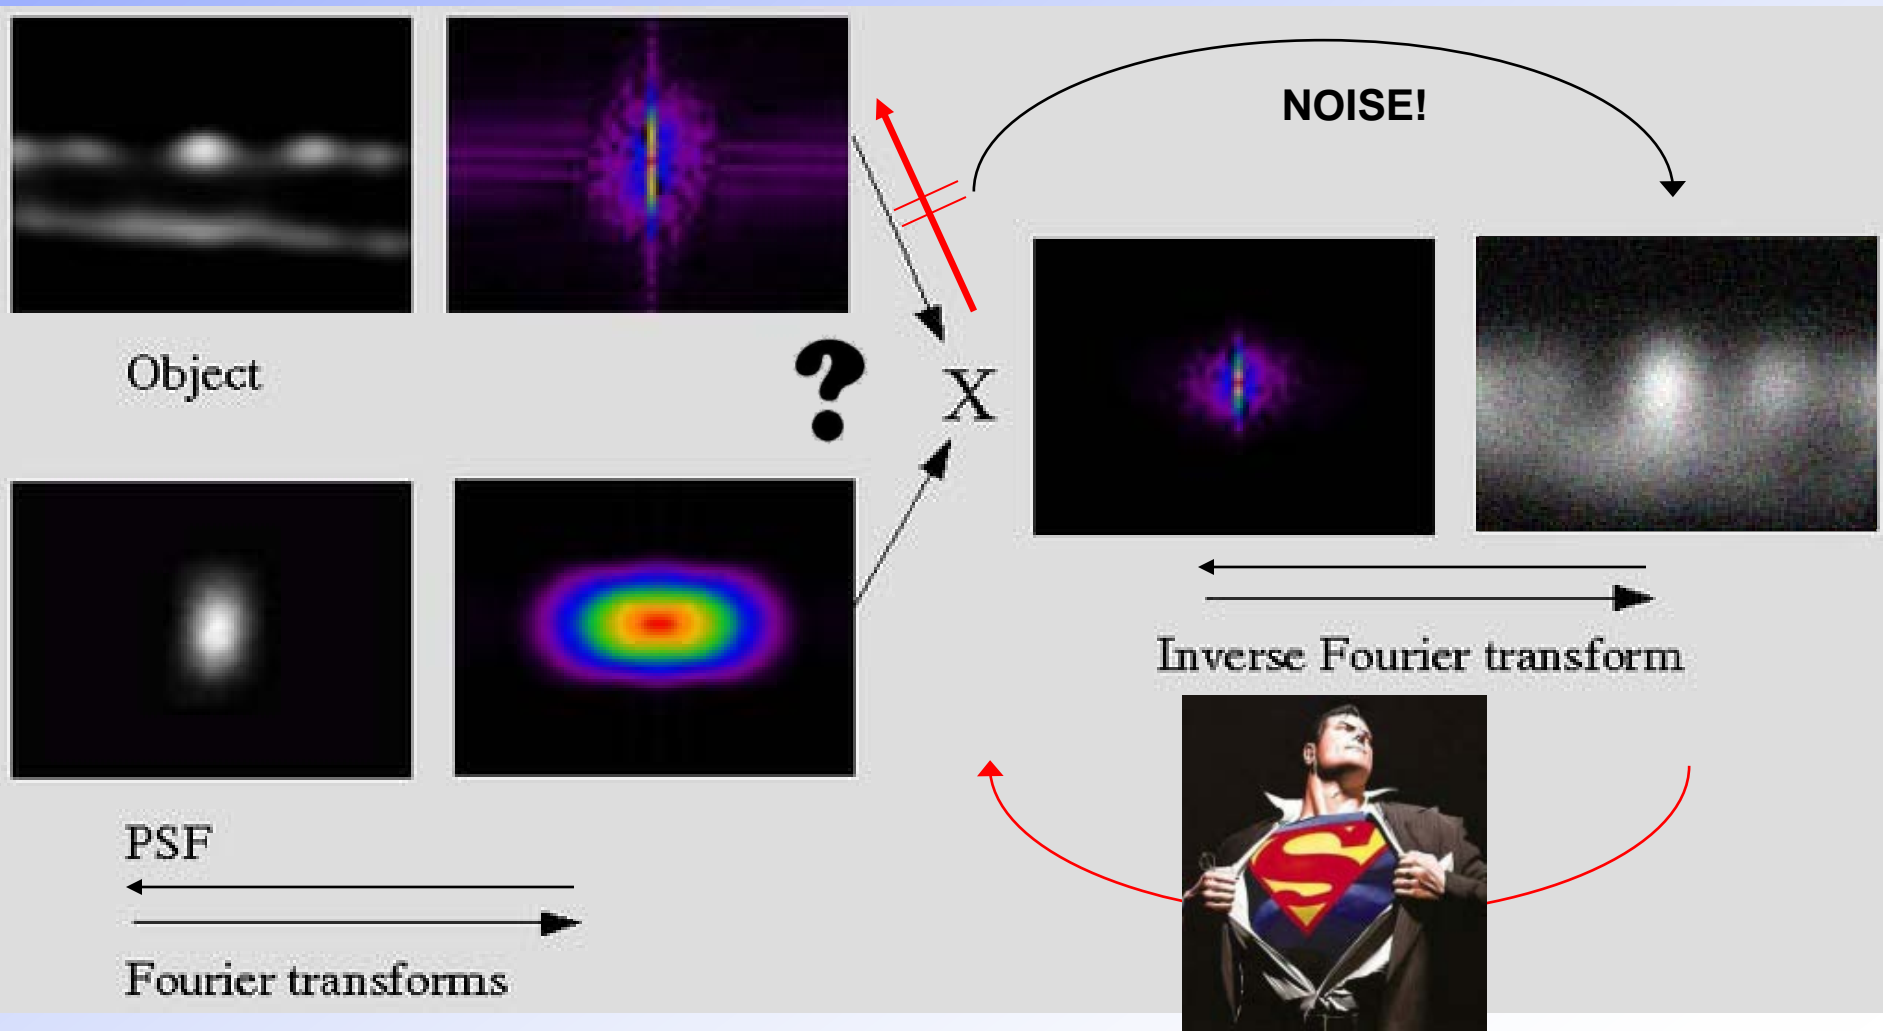 NOISE!
Object
?
X
Inverse Fourier transform
PSF
Fourier transforms
S